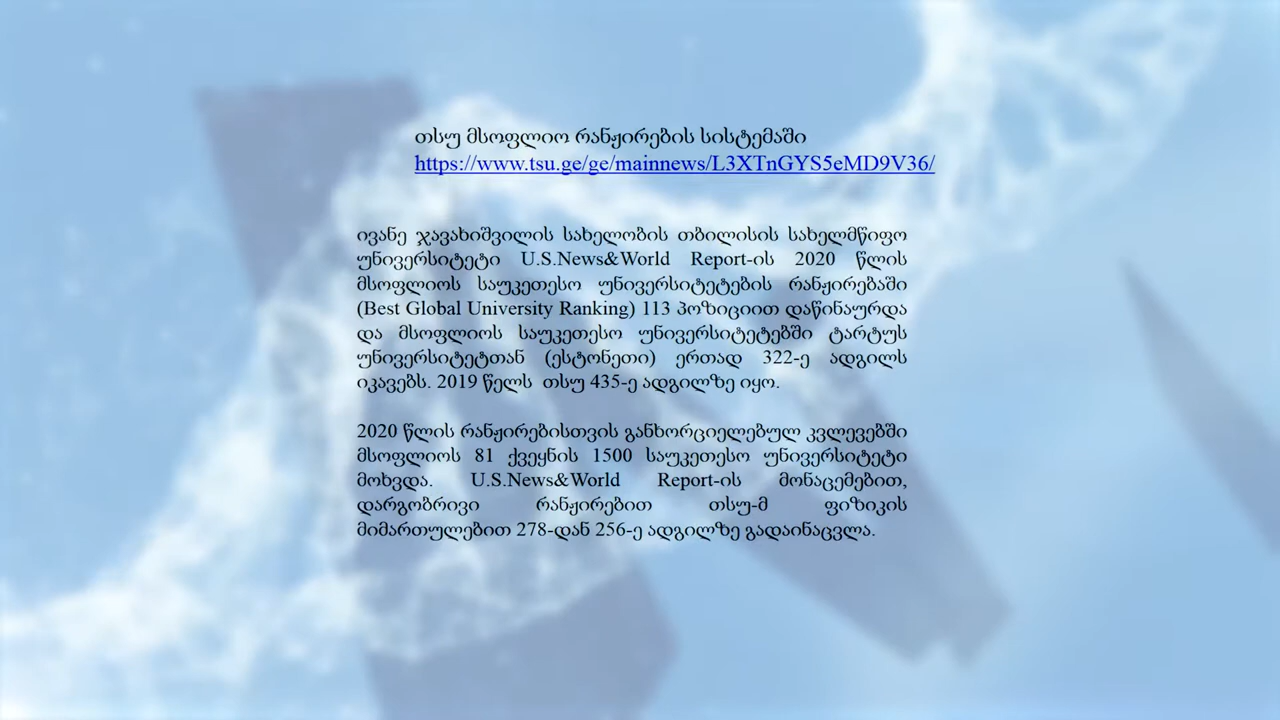 თსუ მსოფლიო რანჟირების სისტემაში
https://www.tsu.ge/ge/mainnews/L3XTnGYS5eMD9V36/
ივანე ჯავახიშვილის სახელობის თბილისის სახელმწიფო
უნივერსიტეტი U.S.News&World Report-ის 2020 წლის
მსოფლიოს საუკეთესო უნივერსიტეტების რანჟირებაში
(Best Global University Ranking) 113 პოზიციით დაწინაურდა
და მსოფლიოს საუკეთესო უნივერსიტეტებში ტარტუს
უნივერსიტეტთან (ესტონეთი) ერთად 322-ე ადგილს
იკავებს. 2019 წელს თსუ 435-ე ადგილზე იყო.
2020 წლის რანჟირებისთვის განხორციელებულ კვლევებში
მსოფლიოს 81 ქვეყნის 1500 საუკეთესო უნივერსიტეტი
მოხვდა. U.S.News&World Report-ის მონაცემებით,
დარგობრივი რანჟირებით თსუ-მ ფიზიკის
მიმართულებით 278-დან 256-ე ადგილზე გადაინაცვლა.